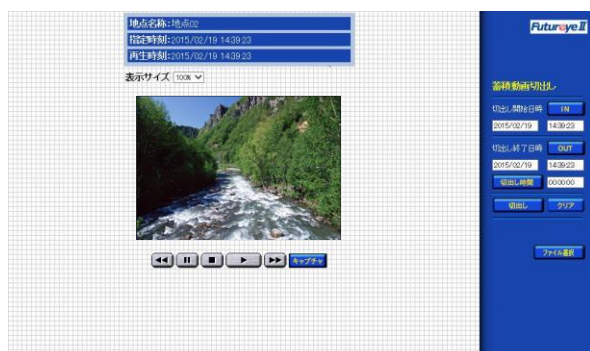 地点名称:地点02
指定時刻:2015/02/19 14:39:23
再生時刻:2015/02/19 14:39:23
表示サイズ 100%
キャプチャ
FutureyeⅡ
蓄積動画切出し
切出し開始日時 IN
2015/02/19 14:39:23
切出し終了日時 OUT
2015/02/19 14:39:23
切出し時間 00:00:00
切出し クリア
ファイル選択